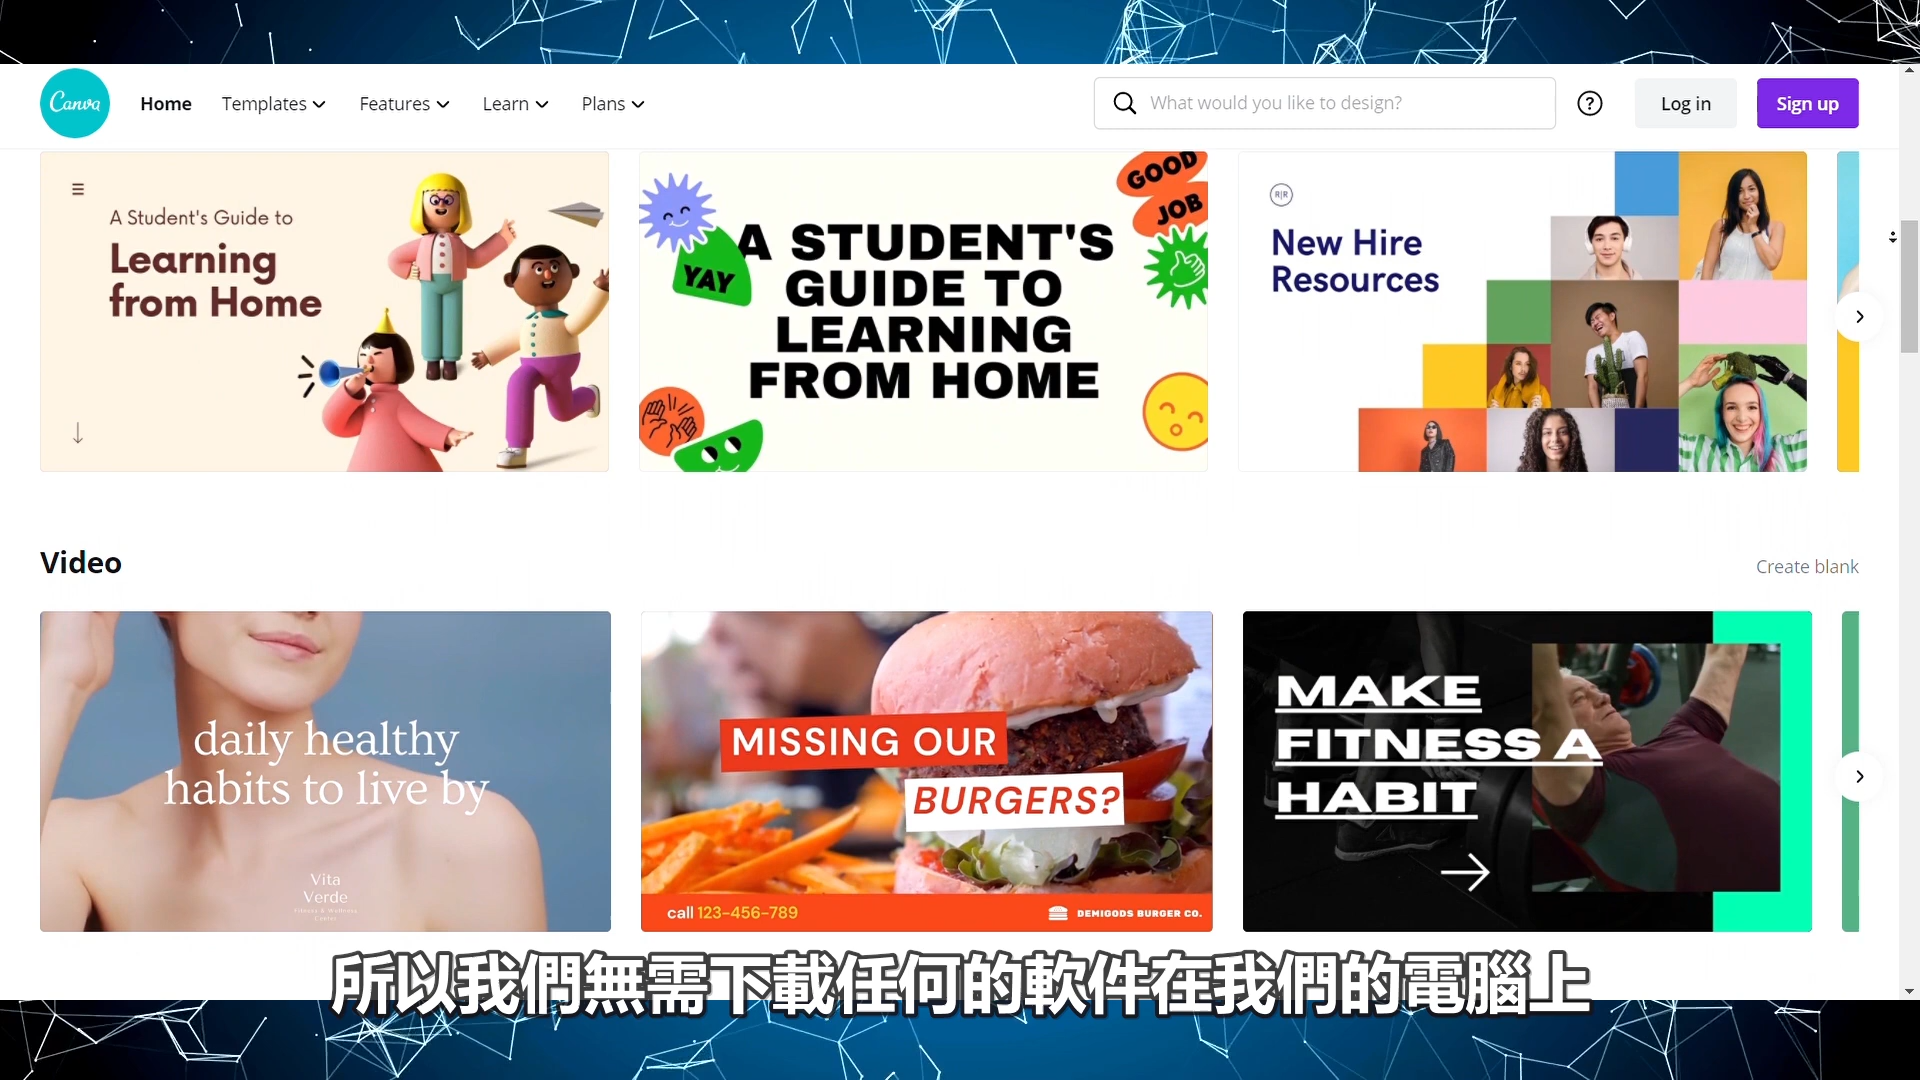 Canva
Home
Templates
Features
Learn
Plans
What would you like to design?
?
Log in
Sign up
A Student's Guide to
Learning
from Home
GOOD
JOB
YAY
A STUDENT'S
GUIDE TO
LEARNING
FROM HOME
R|R
New Hire
Resources
Video
Create blank
daily healthy
habits to live by
Vita
Verde
Fitness & Wellness
Center
MISSING OUR
BURGERS?
call 123-456-789
DEMIGODS BURGER CO.
MAKE
FITNESS A
HABIT
所以我們無需下載任何的軟件在我們的電腦上